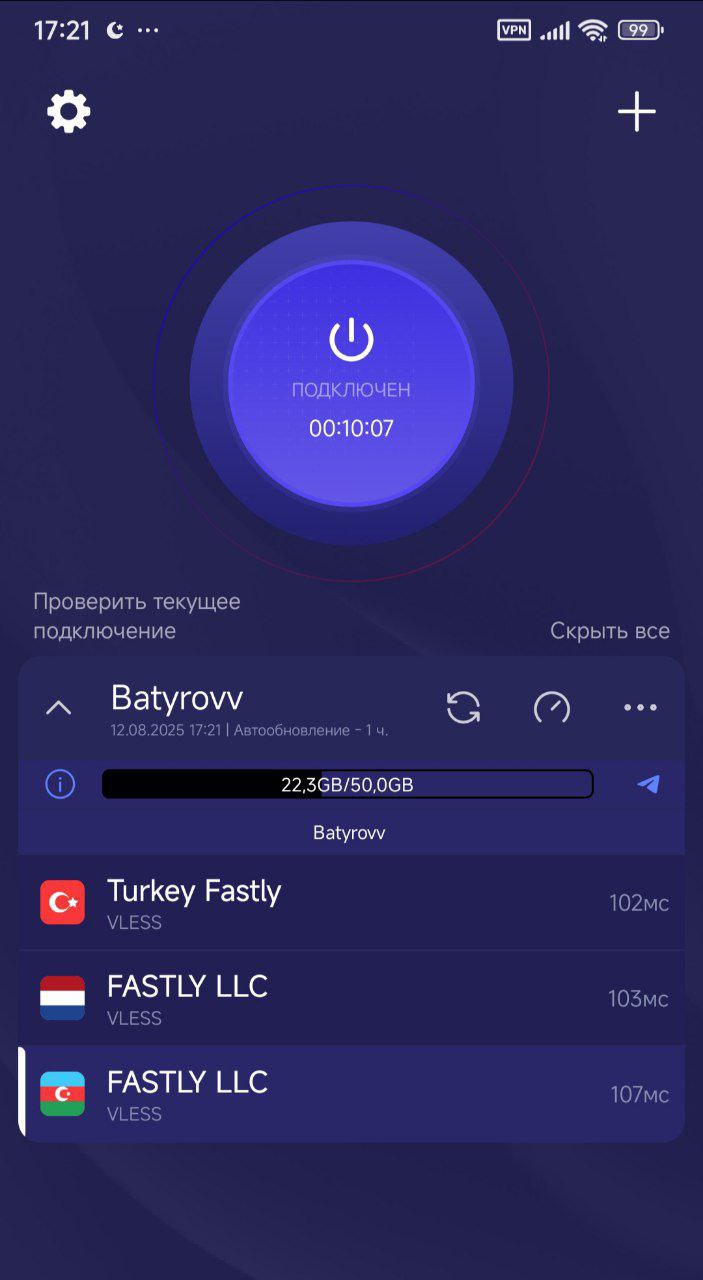 17:21
VPN
99
ПОДКЛЮЧЕН
00:10:07
Проверить текущее
подключение
Скрыть все
Batyrovv
12.08.2025 17:21 | Автообновление - 1 ч.
22,3GB/50,0GB
Batyrovv
Turkey Fastly
VLESS
102мс
FASTLY LLC
VLESS
103мс
FASTLY LLC
VLESS
107мс